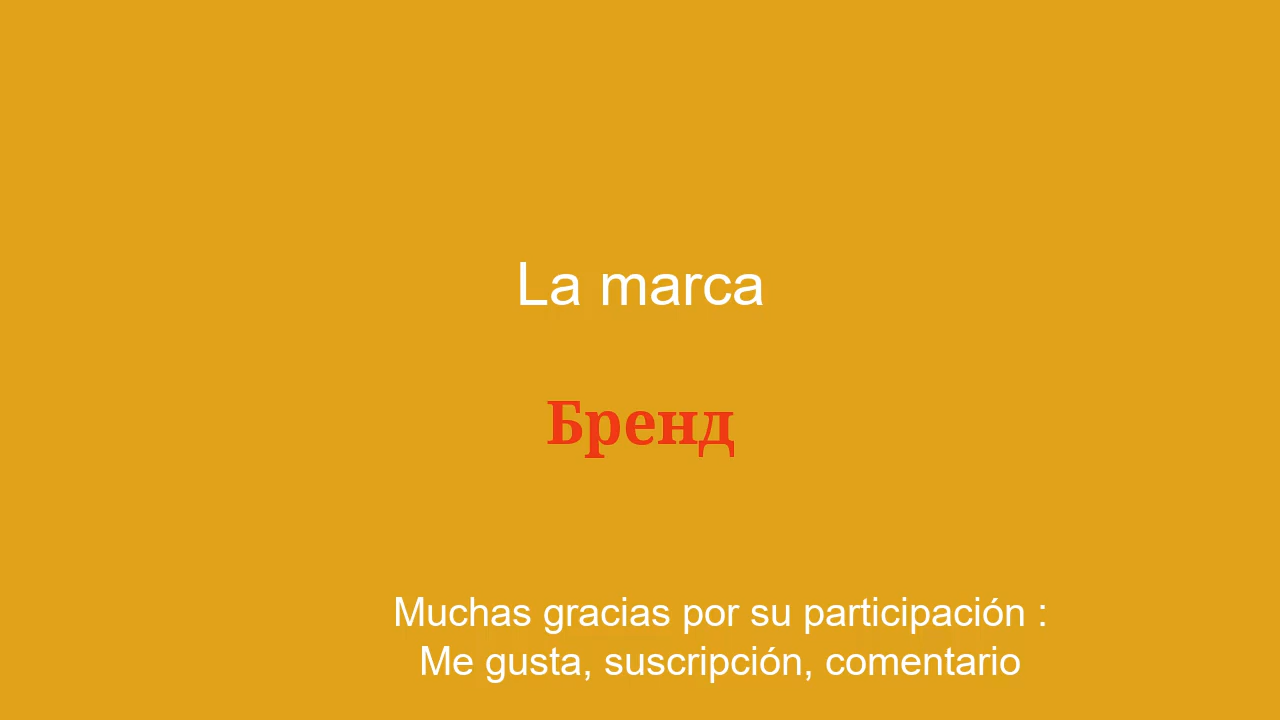 La marca
Бренд
Muchas gracias por su participación :
Me gusta, suscripción, comentario